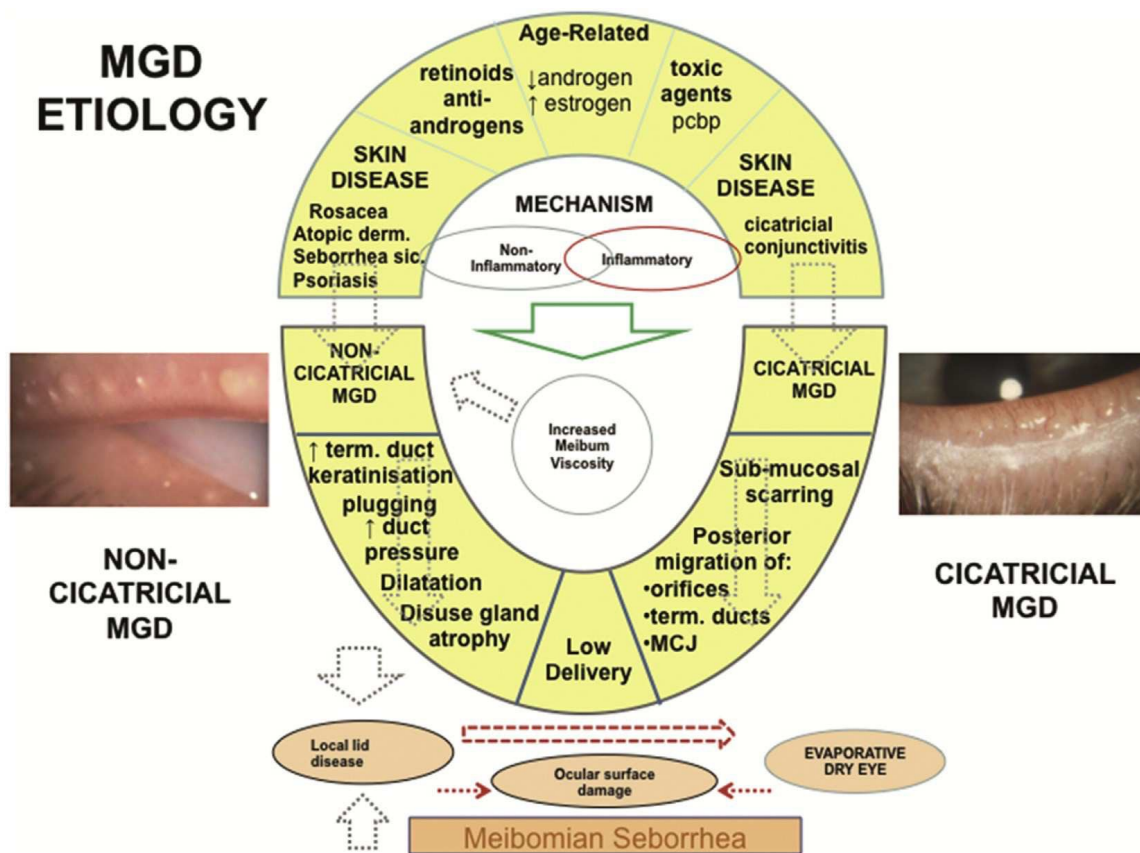 MGD
ETIOLOGY
Age-Related
↓androgen
↑ estrogen
retinoids
anti-
androgens
toxic
agents
pcbp
SKIN
DISEASE
Rosacea
Atopic derm.
Seborrhea sic.
Psoriasis
SKIN
DISEASE
cicatricial
conjunctivitis
MECHANISM
Non-
Inflammatory
Inflammatory
NON-
CICATRICIAL
MGD
CICATRICIAL
MGD
Increased
Meibum
Viscosity
↑ term. duct
keratinisation
plugging
↑ duct
pressure
Dilatation
Disuse gland
atrophy
Sub-mucosal
scarring
Posterior
migration of:
•orifices
•term. ducts
•MCJ
Low
Delivery
NON-
CICATRICIAL
MGD
CICATRICIAL
MGD
Local lid
disease
Ocular surface
damage
EVAPORATIVE
DRY EYE
Meibomian Seborrhea